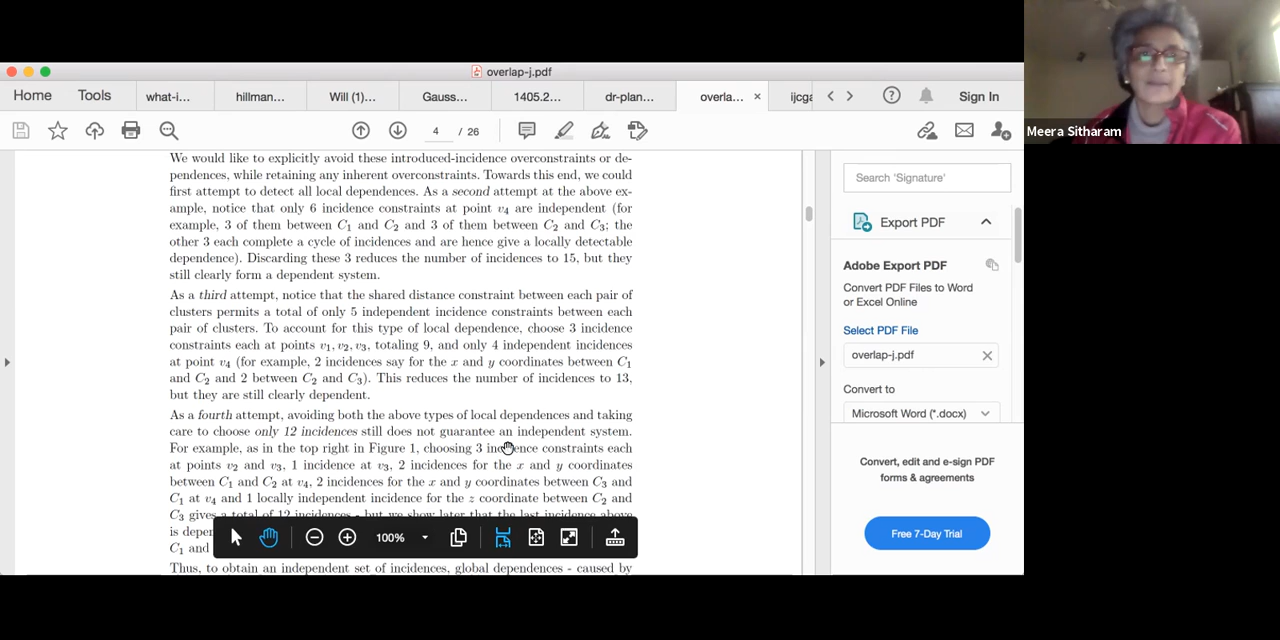 overlap-j.pdf
Home Tools what-i... hillman... Will (1)... Gauss... 1405.2... dr-plan... overla... × ijcga Sign In
4 / 26
We would like to explicitly avoid these introduced-incidence overconstraints or de-
pendences, while retaining any inherent overconstraints. Towards this end, we could
first attempt to detect all local dependences. As a second attempt at the above ex-
ample, notice that only 6 incidence constraints at point v4 are independent (for
example, 3 of them between C1 and C2 and 3 of them between C2 and C3; the
other 3 each complete a cycle of incidences and are hence give a locally detectable
dependence). Discarding these 3 reduces the number of incidences to 15, but they
still clearly form a dependent system.
As a third attempt, notice that the shared distance constraint between each pair of
clusters permits a total of only 5 independent incidence constraints between each
pair of clusters. To account for this type of local dependence, choose 3 incidence
constraints each at points v1, v2, v3, totaling 9, and only 4 independent incidences
at point v4 (for example, 2 incidences say for the x and y coordinates between C1
and C2 and 2 between C2 and C3). This reduces the number of incidences to 13,
but they are still clearly dependent.
As a fourth attempt, avoiding both the above types of local dependences and taking
care to choose only 12 incidences still does not guarantee an independent system.
For example, as in the top right in Figure 1, choosing 3 incidence constraints each
at points v2 and v3, 1 incidence at v3, 2 incidences for the x and y coordinates
between C1 and C2 at v4, 2 incidences for the x and y coordinates between C3 and
C1 at v4 and 1 locally independent incidence for the z coordinate between C2 and
C3 gives a total of 12 incidences - but we show later that the last incidence above
is depen
C1 and
Thus, to obtain an independent set of incidences, global dependences - caused by
100%
Search 'Signature'
Export PDF
Adobe Export PDF
Convert PDF Files to Word
or Excel Online
Select PDF File
overlap-j.pdf
Convert to
Microsoft Word (*.docx)
Convert, edit and e-sign PDF
forms & agreements
Free 7-Day Trial
Meera Sitharam